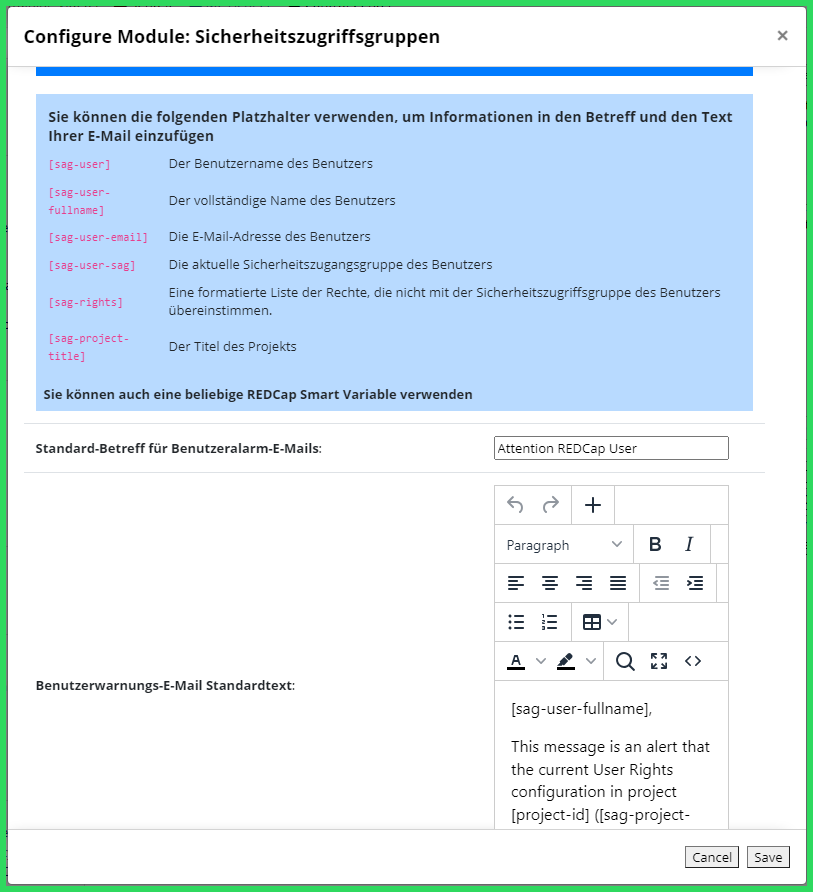 Configure Module: Sicherheitszugriffsgruppen
×
Sie können die folgenden Platzhalter verwenden, um Informationen in den Betreff und den Text
Ihrer E-Mail einzufügen
[sag-user]
Der Benutzername des Benutzers
[sag-user-
fullname]
Der vollständige Name des Benutzers
[sag-user-email]
Die E-Mail-Adresse des Benutzers
[sag-user-sag]
Die aktuelle Sicherheitszugangsgruppe des Benutzers
[sag-rights]
Eine formatierte Liste der Rechte, die nicht mit der Sicherheitszugriffsgruppe des Benutzers
übereinstimmen.
[sag-project-
title]
Der Titel des Projekts
Sie können auch eine beliebige REDCap Smart Variable verwenden
Standard-Betreff für Benutzeralarm-E-Mails:
Attention REDCap User
Paragraph
B I
A
Benutzerwarnungs-E-Mail Standardtext:
[sag-user-fullname],
This message is an alert that
the current User Rights
configuration in project
[project-id] ([sag-project-
Cancel
Save